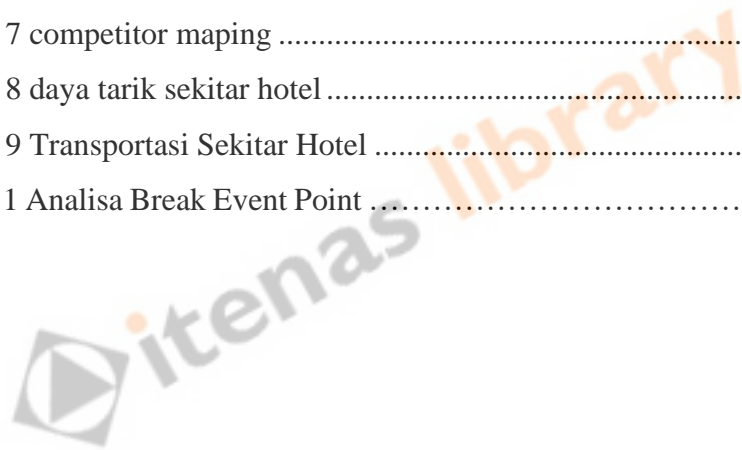 7 competitor maping ........................................................
8 daya tarik sekitar hotel ..................................................
9 Transportasi Sekitar Hotel .............................................
1 Analisa Break Event Point ………………………………
itenas library